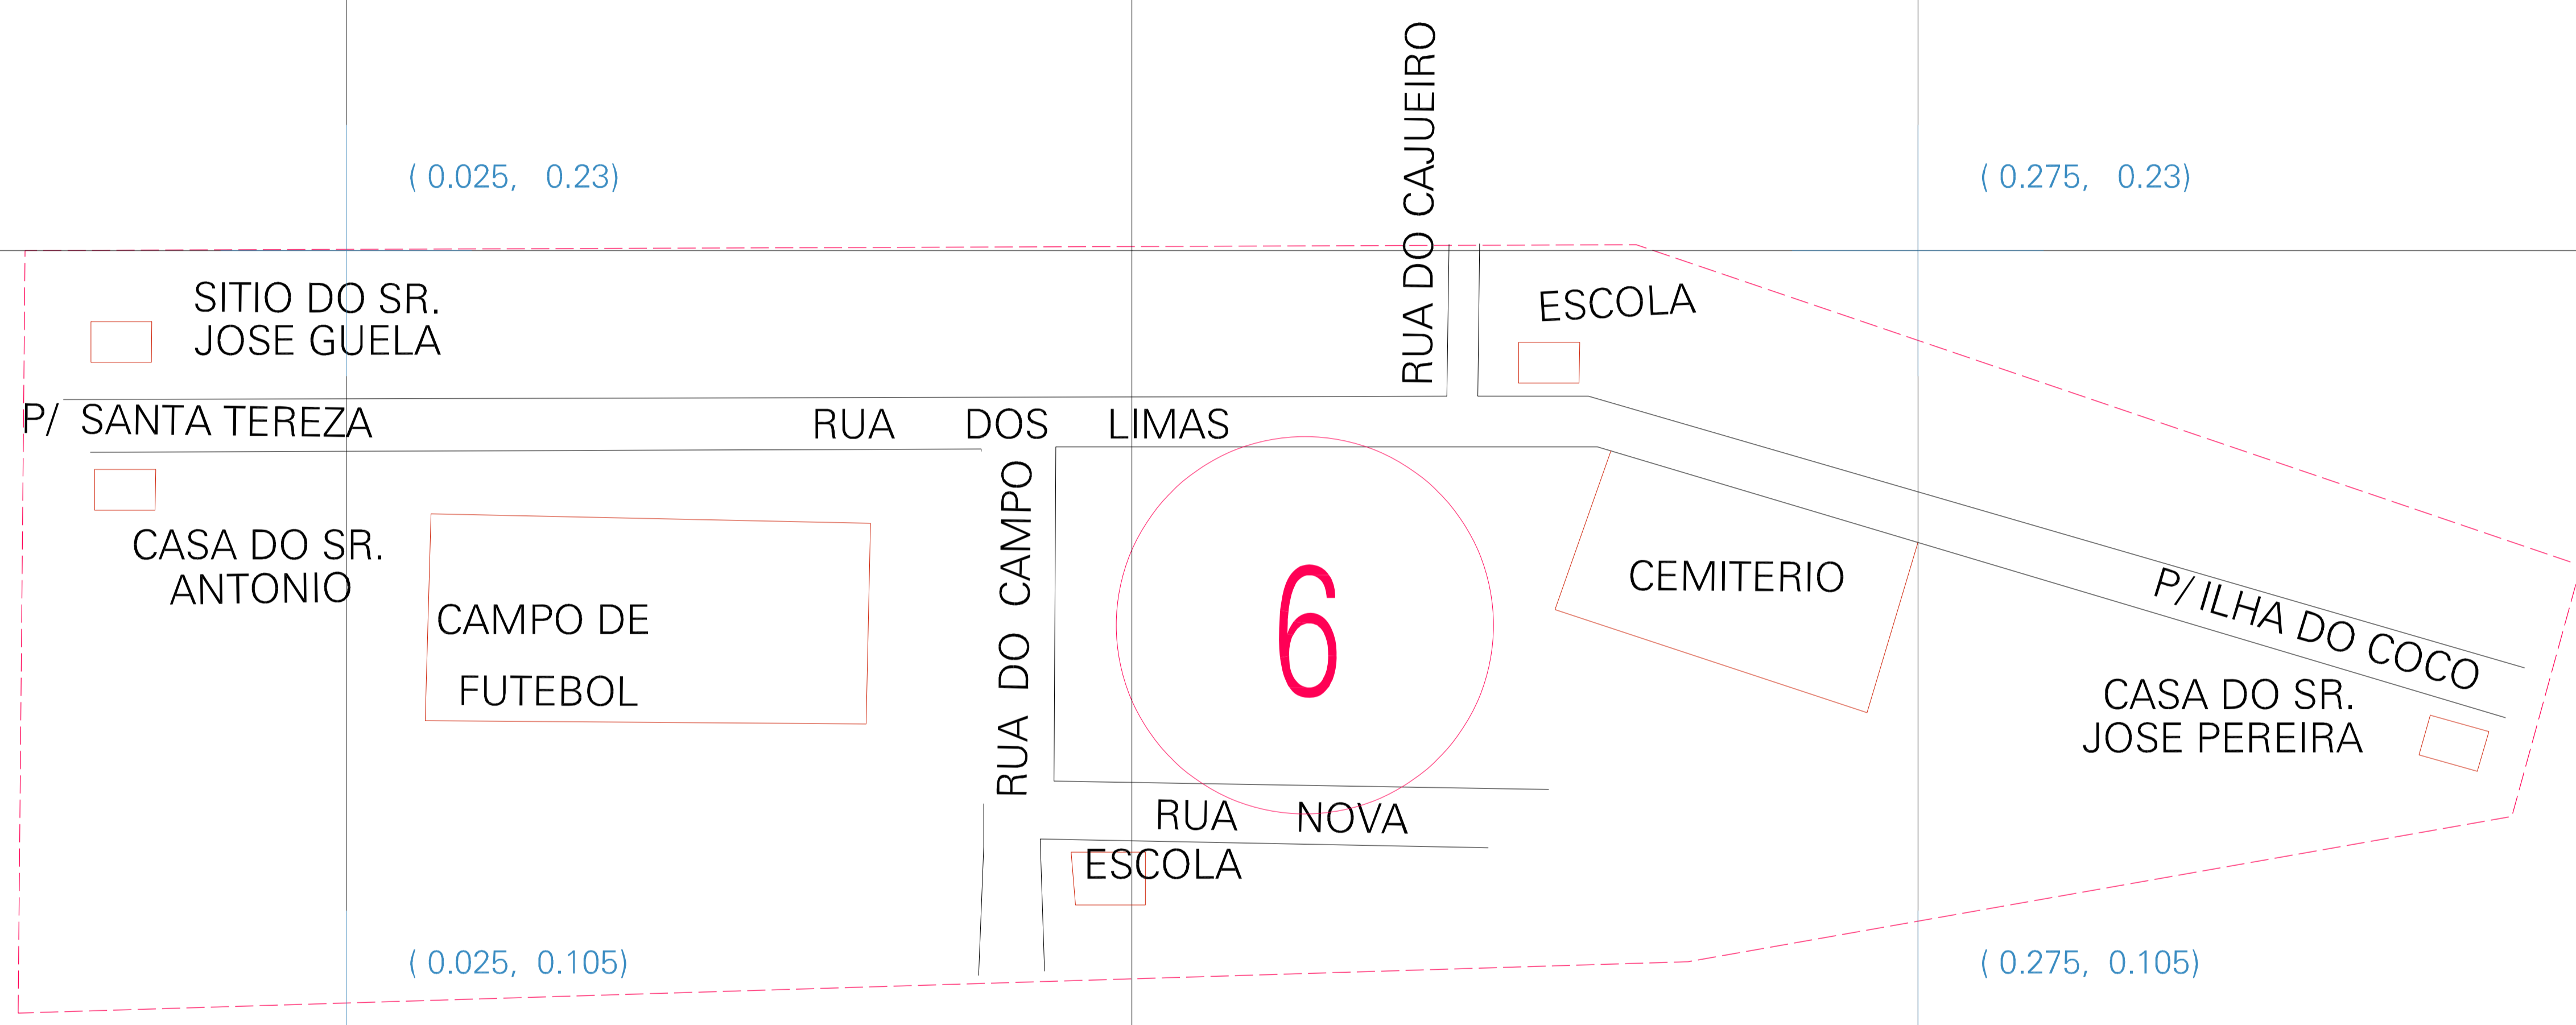 RUA DO CAJUEIRO
( 0.025, 0.23)
( 0.275, 0.23)
SITIO DO SR.
JOSE GUELA
ESCOLA
P/ SANTA TEREZA
RUA DOS LIMAS
RUA DO CAMPO
CASA DO SR.
ANTONIO
CAMPO DE
FUTEBOL
6
CEMITERIO
P/ ILHA DO COCO
CASA DO SR.
JOSE PEREIRA
RUA NOVA
ESCOLA
( 0.025, 0.105)
( 0.275, 0.105)